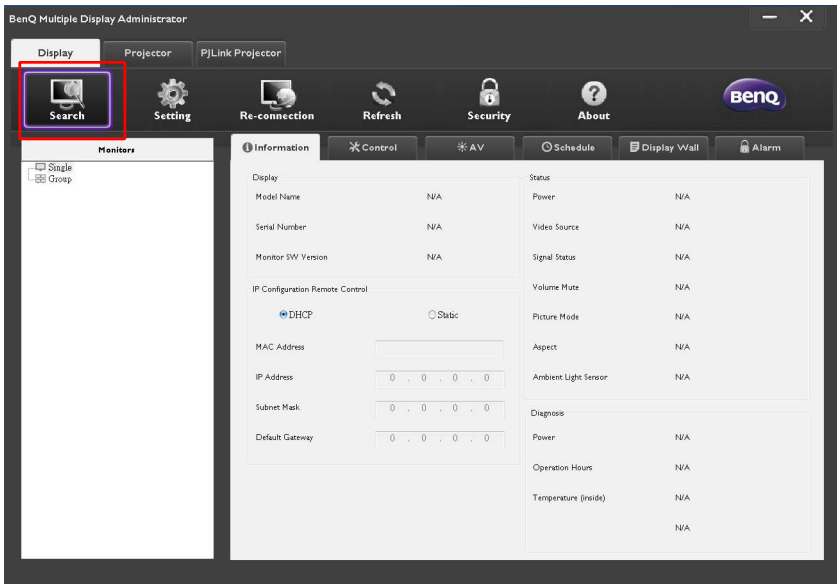 BenQ Multiple Display Administrator
Display Projector PJLink Projector
Search Setting Re-connection Refresh Security About BenQ
Monitors
Single
Group
Information Control AV Schedule Display Wall Alarm
Display
Model Name N/A
Serial Number N/A
Monitor SW Version N/A
IP Configuration Remote Control
DHCP Static
MAC Address
IP Address 0 . 0 . 0 . 0
Subnet Mask 0 . 0 . 0 . 0
Default Gateway 0 . 0 . 0 . 0
Status
Power N/A
Video Source N/A
Signal Status N/A
Volume Mute N/A
Picture Mode N/A
Aspect N/A
Ambient Light Sensor N/A
Diagnosis
Power N/A
Operation Hours N/A
Temperature (inside) N/A
N/A